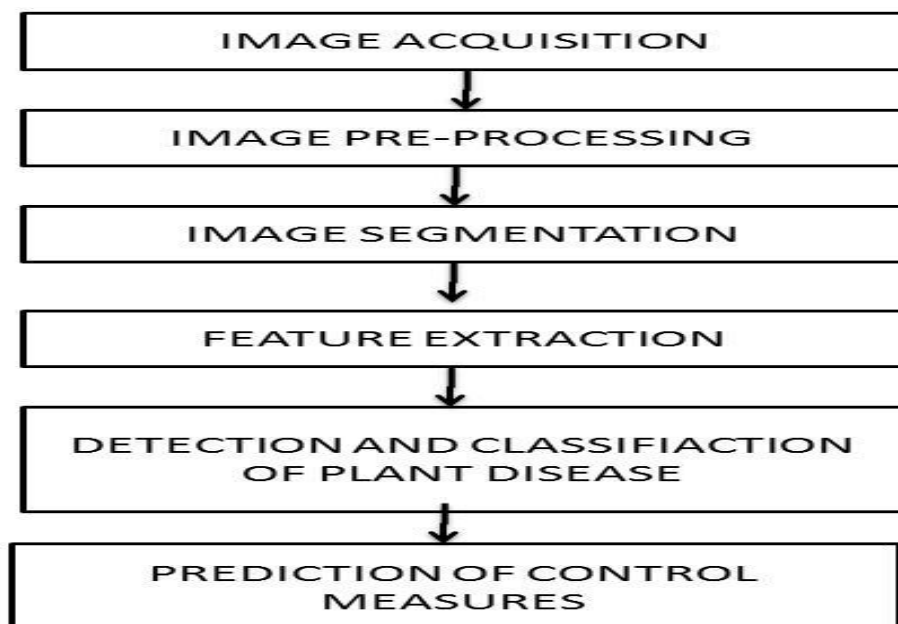 IMAGE ACQUISITION
IMAGE PRE-PROCESSING
IMAGE SEGMENTATION
FEATURE EXTRACTION
DETECTION AND CLASSIFIACTION
OF PLANT DISEASE
PREDICTION OF CONTROL
MEASURES